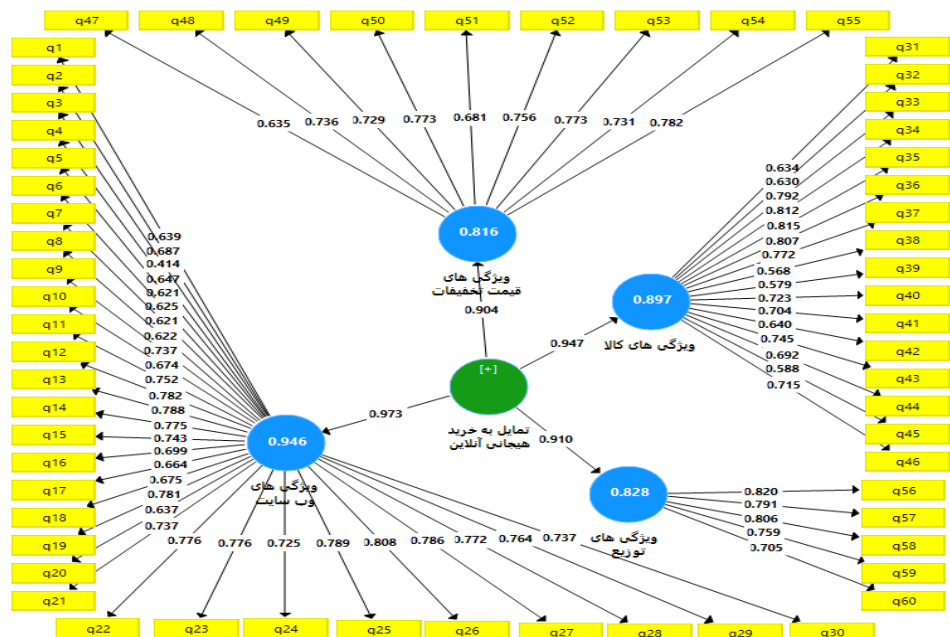 q47 q48 q49 q50 q51 q52 q53 q54 q55
q1
q2
q3
q4
q5
q6
q7
q8
q9
q10
q11
q12
q13
q14
q15
q16
q17
q18
q19
q20
q21
q22 q23 q24 q25 q26 q27 q28 q29 q30
q31
q32
q33
q34
q35
q36
q37
q38
q39
q40
q41
q42
q43
q44
q45
q46
q56
q57
q58
q59
q60
0.635 0.736 0.729 0.773 0.681 0.756 0.773 0.731 0.782
0.816
ویژگی های
قیمت تخفیفات
0.904
0.634
0.630
0.792
0.812
0.815
0.807
0.772
0.568
0.579
0.723
0.704
0.640
0.745
0.692
0.588
0.715
0.897
ویژگی های کالا
0.947
[+]
تمایل به خرید
هیجانی آنلاین
0.973
0.910
0.639
0.687
0.414
0.647
0.621
0.625
0.621
0.622
0.737
0.674
0.752
0.782
0.788
0.775
0.743
0.699
0.664
0.675
0.781
0.637
0.737
0.946
ویژگی های
وب سایت
0.776 0.776 0.725 0.789 0.808 0.786 0.772 0.764 0.737
0.828
ویژگی های
توزیع
0.820
0.791
0.806
0.759
0.705